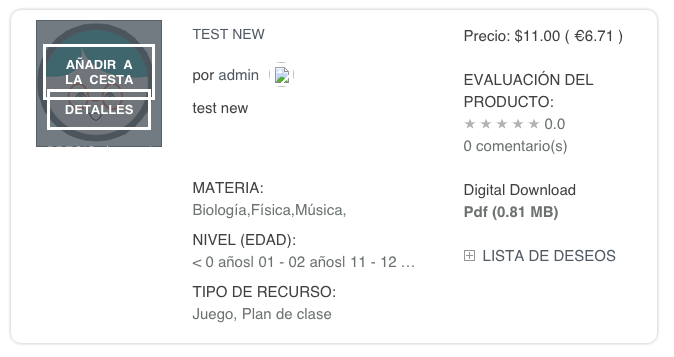 AÑADIR A
LA CESTA
DETALLES
TEST NEW
por admin
test new
MATERIA:
Biología,Física,Música,
NIVEL (EDAD):
< 0 añosl 01 - 02 añosl 11 - 12 ...
TIPO DE RECURSO:
Juego, Plan de clase
Precio: $11.00 ( €6.71 )
EVALUACIÓN DEL
PRODUCTO:
★ ★ ★ ★ ★ 0.0
0 comentario(s)
Digital Download
Pdf (0.81 MB)
LISTA DE DESEOS